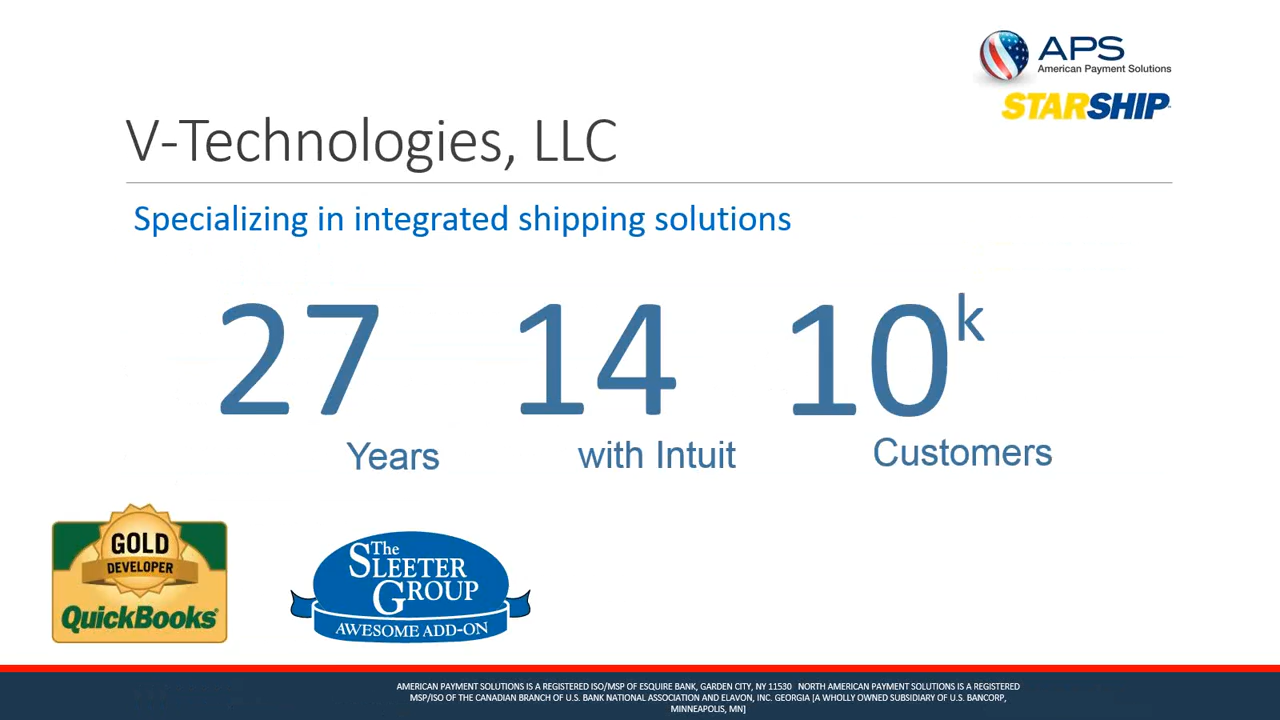 APS
American Payment Solutions
STARSHIP
V-Technologies, LLC
Specializing in integrated shipping solutions
27 14 10k
Years with Intuit Customers
GOLD
DEVELOPER
QuickBooks
The
SLEETER
GROUP
AWESOME ADD-ON
AMERICAN PAYMENT SOLUTIONS IS A REGISTERED ISO/MSP OF ESQUIRE BANK, GARDEN CITY, NY 11530 NORTH AMERICAN PAYMENT SOLUTIONS IS A REGISTERED
MSP/ISO OF THE CANADIAN BRANCH OF U.S. BANK NATIONAL ASSOCIATION AND ELAVON, INC. GEORGIA [A WHOLLY OWNED SUBSIDIARY OF U.S. BANCORP,
MINNEAPOLIS, MN]